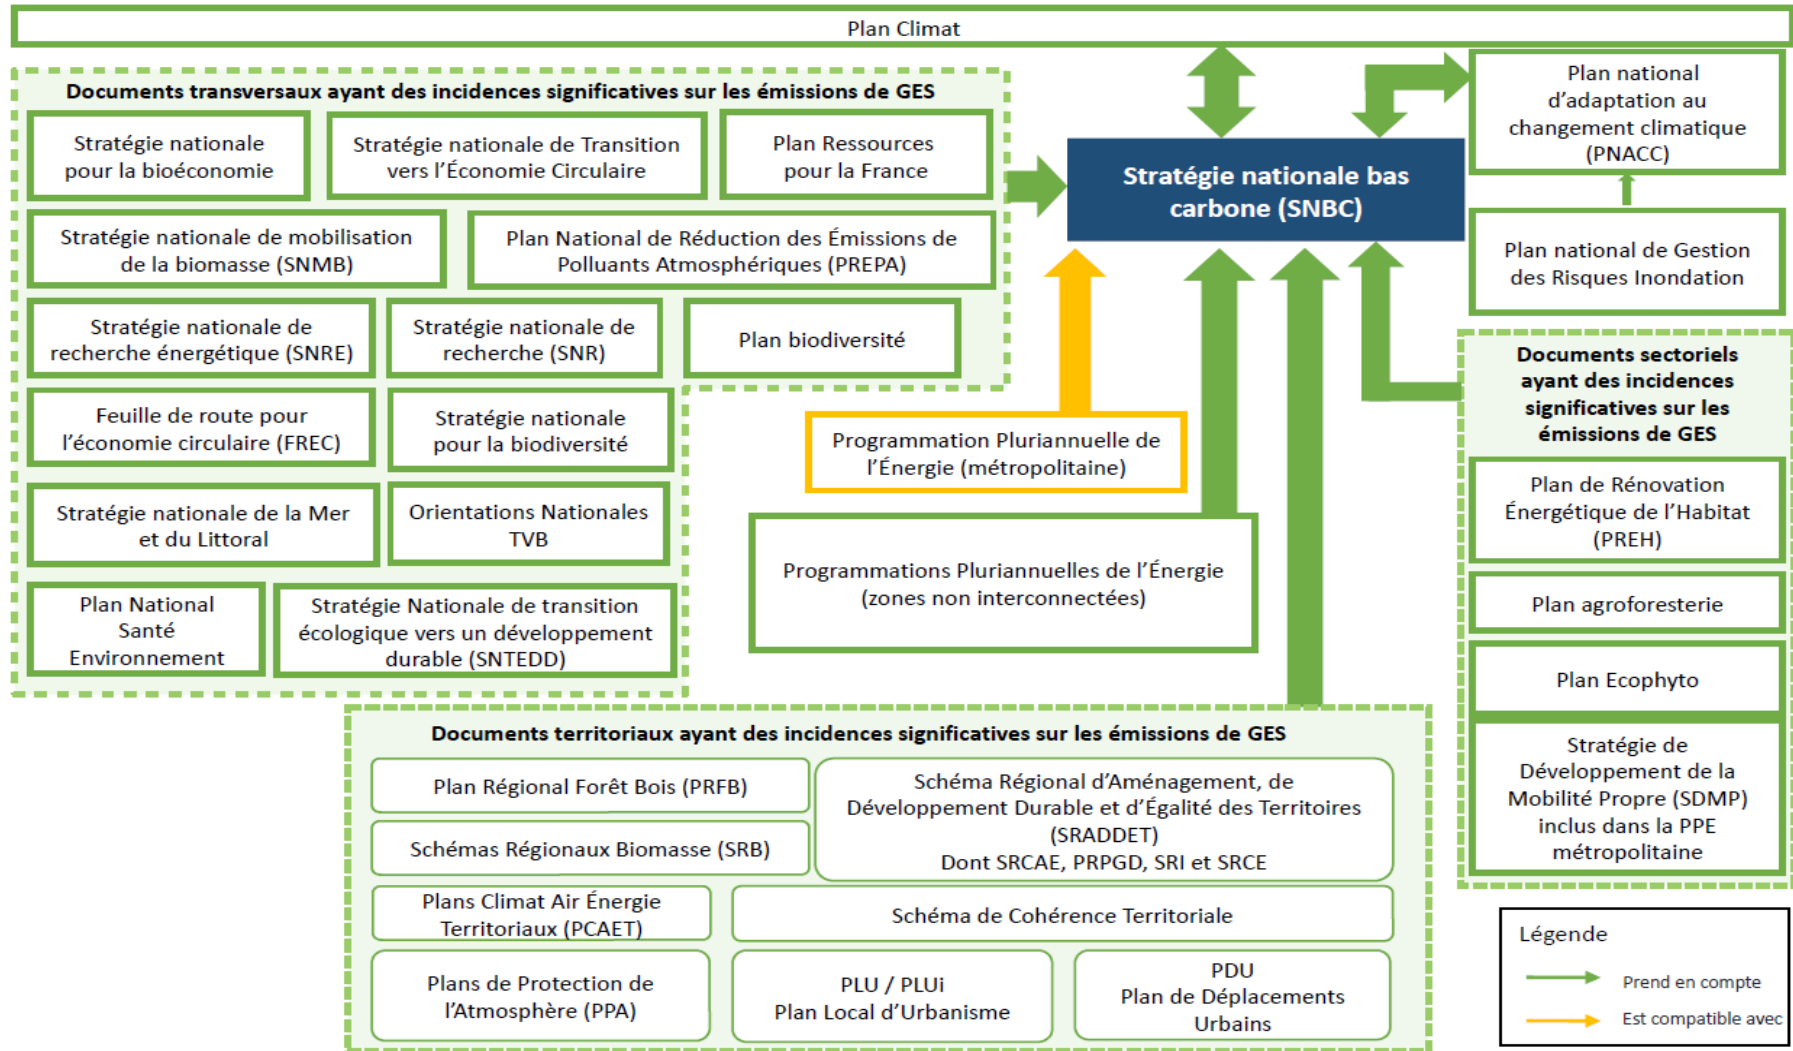 Plan Climat
Documents transversaux ayant des incidences significatives sur les émissions de GES
Stratégie nationale
pour la bioéconomie
Stratégie nationale de Transition
vers l’Économie Circulaire
Plan Ressources
pour la France
Stratégie nationale de mobilisation
de la biomasse (SNMB)
Plan National de Réduction des Émissions de
Polluants Atmosphériques (PREPA)
Stratégie nationale de
recherche énergétique (SNRE)
Stratégie nationale de
recherche (SNR)
Plan biodiversité
Feuille de route pour
l’économie circulaire (FREC)
Stratégie nationale
pour la biodiversité
Stratégie nationale de la Mer
et du Littoral
Orientations Nationales
TVB
Plan National
Santé
Environnement
Stratégie Nationale de transition
écologique vers un développement
durable (SNTEDD)
Stratégie nationale bas
carbone (SNBC)
Plan national
d’adaptation au
changement climatique
(PNACC)
Plan national de Gestion
des Risques Inondation
Programmation Pluriannuelle de
l’Énergie (métropolitaine)
Programmations Pluriannuelles de l’Énergie
(zones non interconnectées)
Documents sectoriels
ayant des incidences
significatives sur les
émissions de GES
Plan de Rénovation
Énergétique de l’Habitat
(PREH)
Plan agroforesterie
Plan Ecophyto
Stratégie de
Développement de la
Mobilité Propre (SDMP)
inclus dans la PPE
métropolitaine
Documents territoriaux ayant des incidences significatives sur les émissions de GES
Plan Régional Forêt Bois (PRFB)
Schémas Régionaux Biomasse (SRB)
Schéma Régional d’Aménagement, de
Développement Durable et d’Égalité des Territoires
(SRADDET)
Dont SRCAE, PRPGD, SRI et SRCE
Plans Climat Air Énergie
Territoriaux (PCAET)
Schéma de Cohérence Territoriale
Plans de Protection de
l’Atmosphère (PPA)
PLU / PLUi
Plan Local d’Urbanisme
PDU
Plan de Déplacements
Urbains
Légende
Prend en compte
Est compatible avec